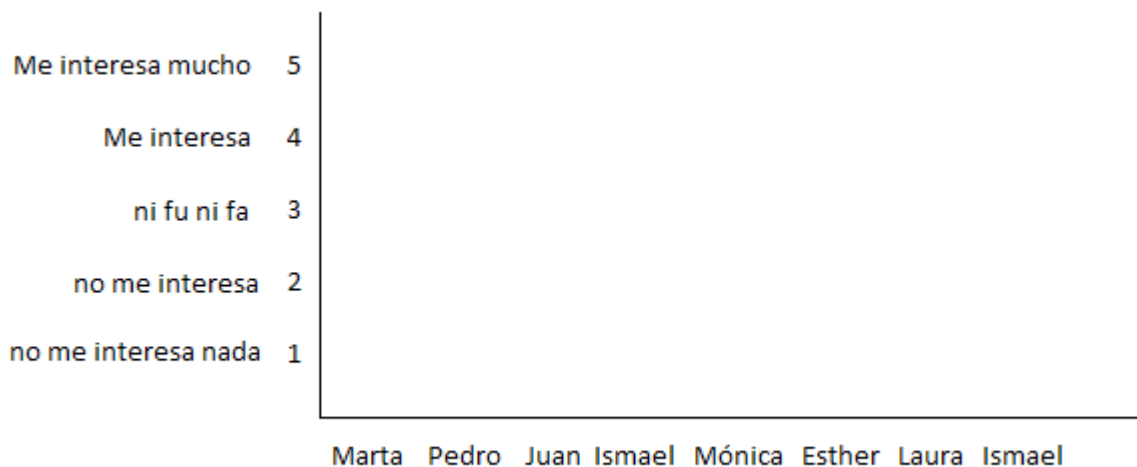 Me interesa mucho 5
Me interesa 4
ni fu ni fa 3
no me interesa 2
no me interesa nada 1
Marta Pedro Juan Ismael Mónica Esther Laura Ismael